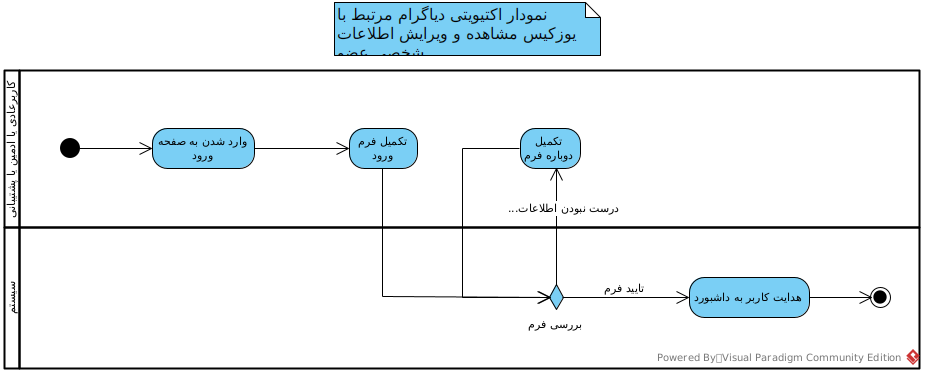 نمودار اکتیویتی دیاگرام مرتبط با
یوزکیس مشاهده و ویرایش اطلاعات
شخصی عضو
کاربرعادی یا ادمین یا پشتیبانی
وارد شدن به صفحه
ورود
تکمیل فرم
ورود
تکمیل
دوباره فرم
درست نبودن اطلاعات...
سیستم
تایید فرم
هدایت کاربر به داشبورد
بررسی فرم
Powered By Visual Paradigm Community Edition